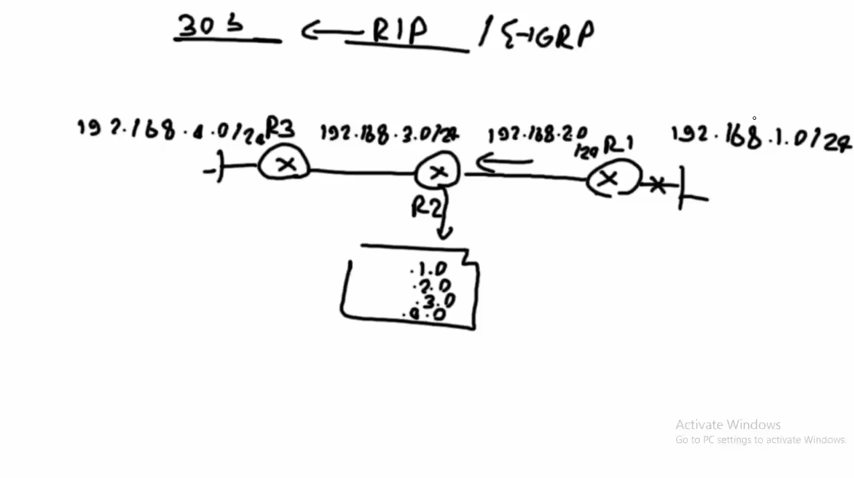 30 s ← RIP / E→GRP
192.168.4.0/24 R3 192.168.3.0/24 192.168.2.0 /24 R1 192.168.1.0/24
R2
.1.0
.2.0
.3.0
.4.0
Activate Windows
Go to PC settings to activate Windows.